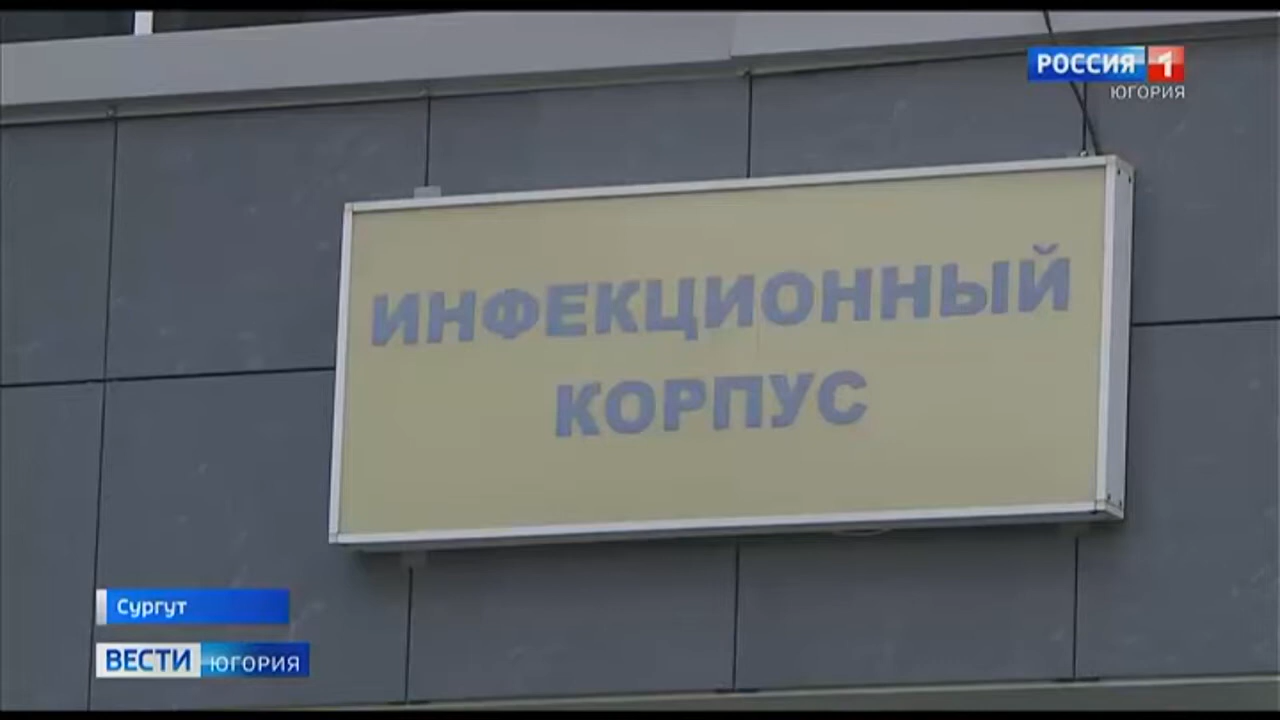 РОССИЯ 1
ЮГОРИЯ
ИНФЕКЦИОННЫЙ
КОРПУС
Сургут
ВЕСТИ ЮГОРИЯ